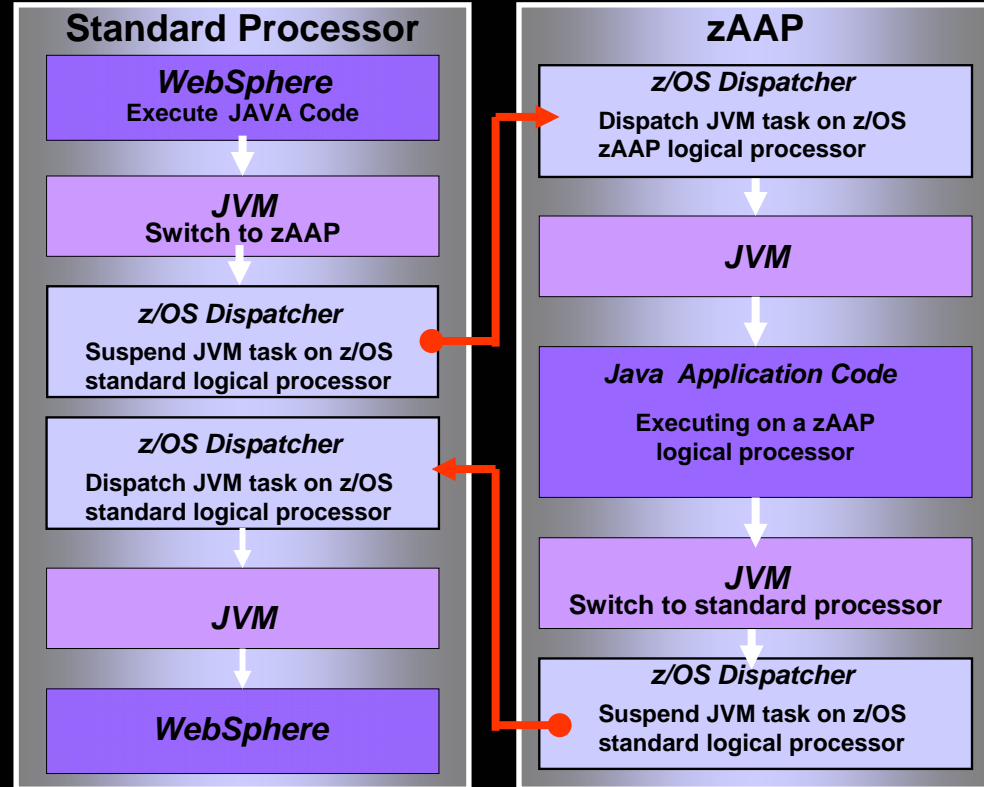 Standard Processor
WebSphere
Execute JAVA Code
JVM
Switch to zAAP
z/OS Dispatcher
Suspend JVM task on z/OS
standard logical processor
z/OS Dispatcher
Dispatch JVM task on z/OS
standard logical processor
JVM
WebSphere
zAAP
z/OS Dispatcher
Dispatch JVM task on z/OS
zAAP logical processor
JVM
Java Application Code
Executing on a zAAP
logical processor
JVM
Switch to standard processor
z/OS Dispatcher
Suspend JVM task on z/OS
standard logical processor